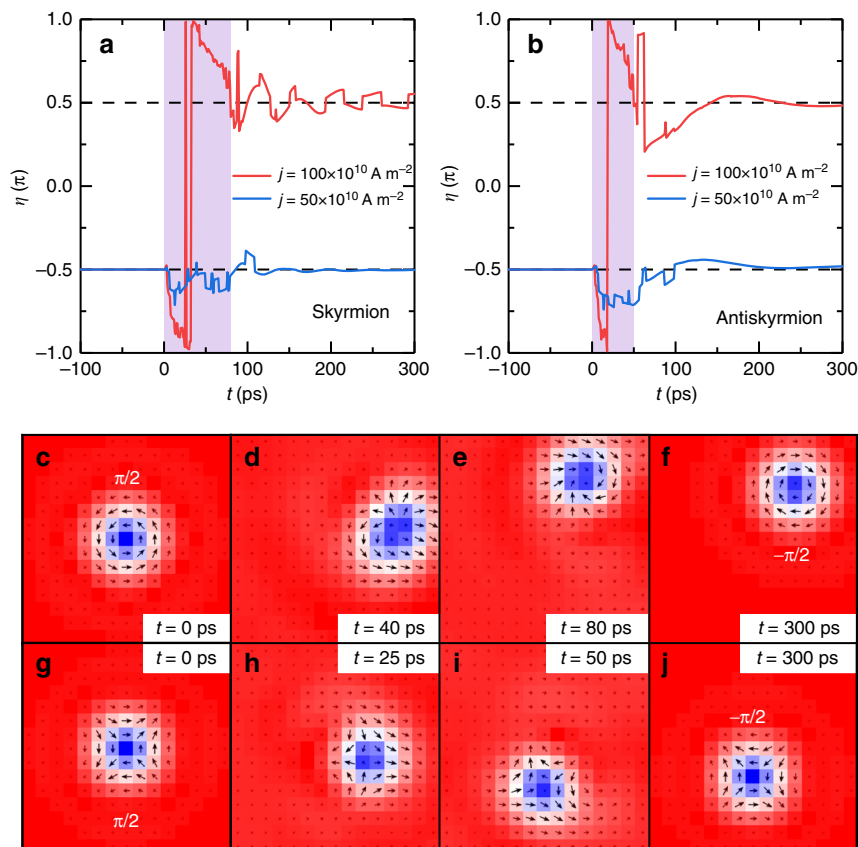 a
1.0
0.5
0.0
−0.5
−1.0
η (π)
j = 100×10¹⁰ A m⁻²
j = 50×10¹⁰ A m⁻²
Skyrmion
−100
0
100
200
300
t (ps)
b
1.0
0.5
0.0
−0.5
−1.0
η (π)
j = 100×10¹⁰ A m⁻²
j = 50×10¹⁰ A m⁻²
Antiskyrmion
−100
0
100
200
300
t (ps)
c
π/2
t = 0 ps
d
t = 40 ps
e
t = 80 ps
f
−π/2
t = 300 ps
g
t = 0 ps
π/2
h
t = 25 ps
i
t = 50 ps
j
t = 300 ps
−π/2